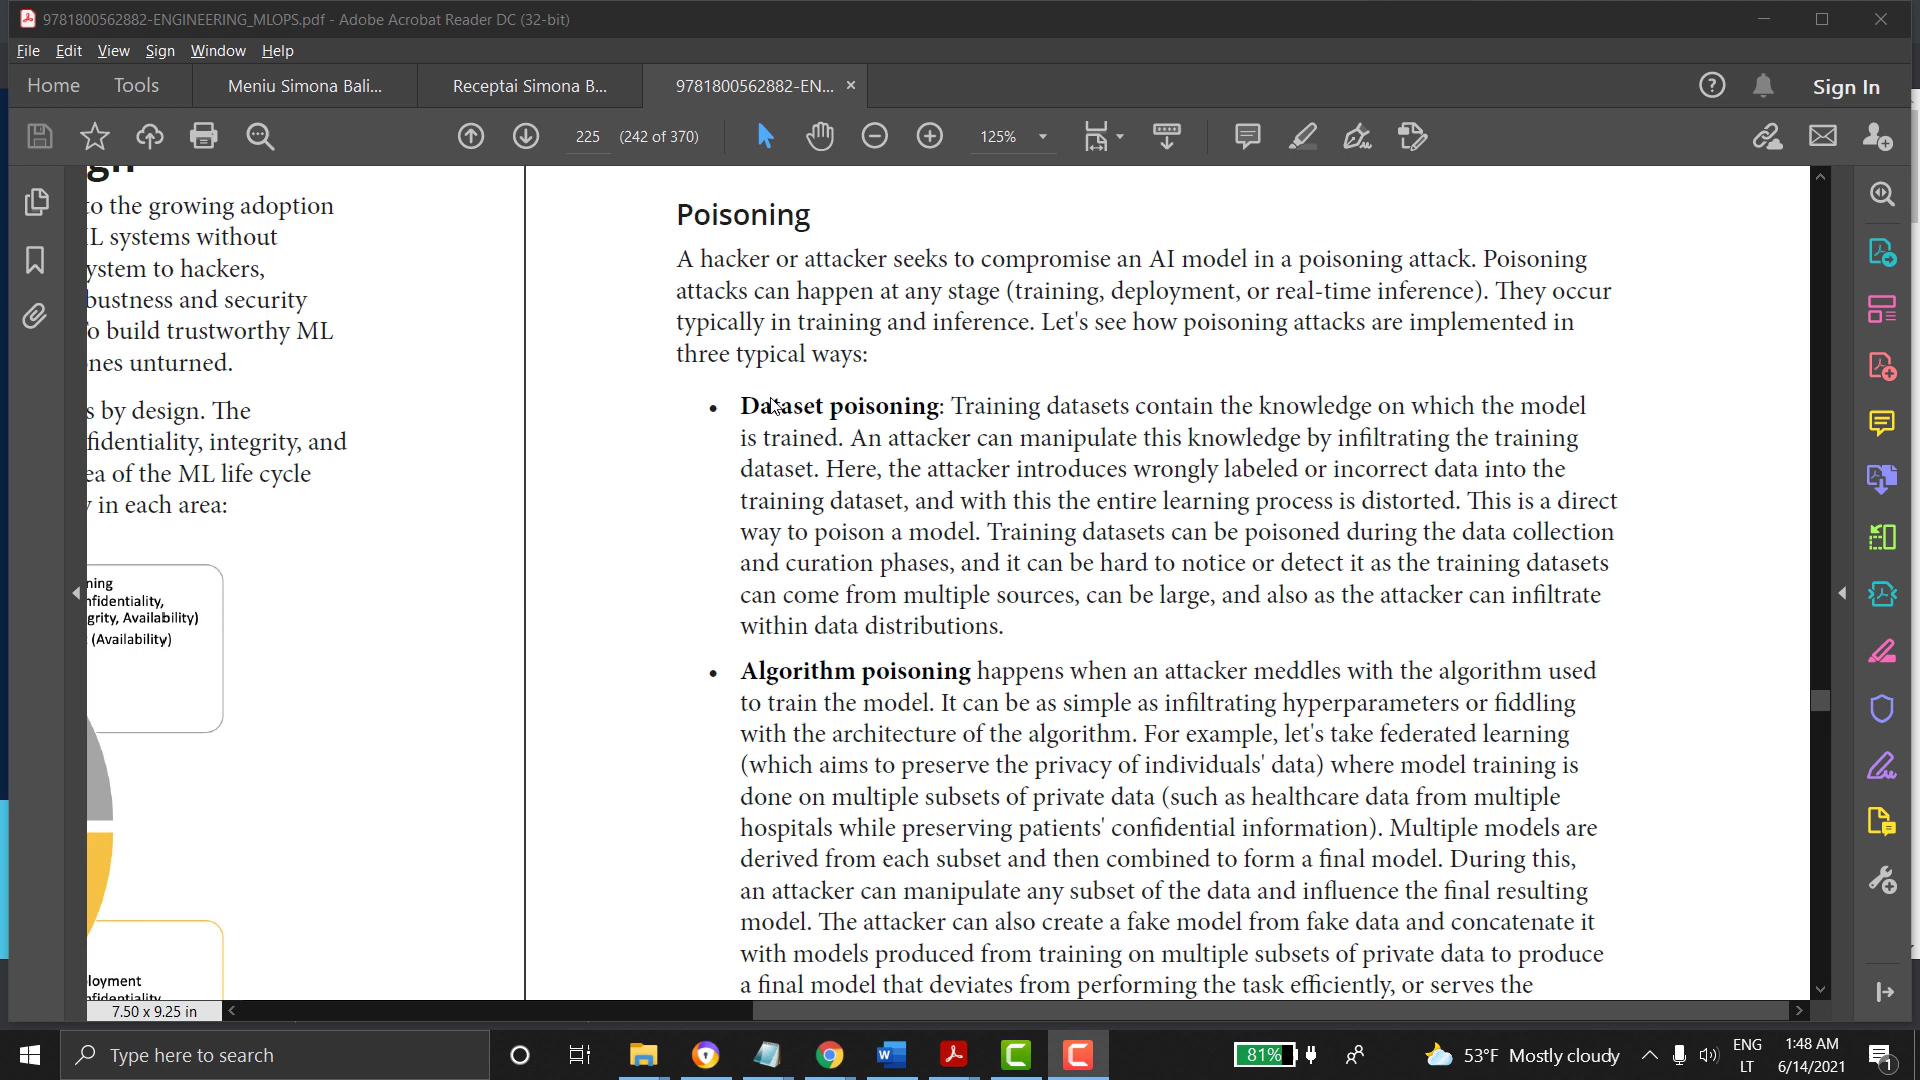 9781800562882-ENGINEERING_MLOPS.pdf - Adobe Acrobat Reader DC (32-bit)
File Edit View Sign Window Help
Home Tools Meniu Simona Bali... Receptai Simona B... 9781800562882-EN... × Sign In
225 (242 of 370) 125%
to the growing adoption
systems without
to hackers,
bustness and security
To build trustworthy ML
ones unturned.
s by design. The
fidentiality, integrity, and
ea of the ML life cycle
y in each area:
ning
nfidentiality,
grity, Availability)
(Availability)
loyment
nfidentiality
7.50 x 9.25 in
Poisoning
A hacker or attacker seeks to compromise an AI model in a poisoning attack. Poisoning
attacks can happen at any stage (training, deployment, or real-time inference). They occur
typically in training and inference. Let's see how poisoning attacks are implemented in
three typical ways:
• Dataset poisoning: Training datasets contain the knowledge on which the model
is trained. An attacker can manipulate this knowledge by infiltrating the training
dataset. Here, the attacker introduces wrongly labeled or incorrect data into the
training dataset, and with this the entire learning process is distorted. This is a direct
way to poison a model. Training datasets can be poisoned during the data collection
and curation phases, and it can be hard to notice or detect it as the training datasets
can come from multiple sources, can be large, and also as the attacker can infiltrate
within data distributions.
• Algorithm poisoning happens when an attacker meddles with the algorithm used
to train the model. It can be as simple as infiltrating hyperparameters or fiddling
with the architecture of the algorithm. For example, let's take federated learning
(which aims to preserve the privacy of individuals' data) where model training is
done on multiple subsets of private data (such as healthcare data from multiple
hospitals while preserving patients' confidential information). Multiple models are
derived from each subset and then combined to form a final model. During this,
an attacker can manipulate any subset of the data and influence the final resulting
model. The attacker can also create a fake model from fake data and concatenate it
with models produced from training on multiple subsets of private data to produce
a final model that deviates from performing the task efficiently, or serves the
Type here to search
81% 53°F Mostly cloudy ENG 1:48 AM
LT 6/14/2021 1